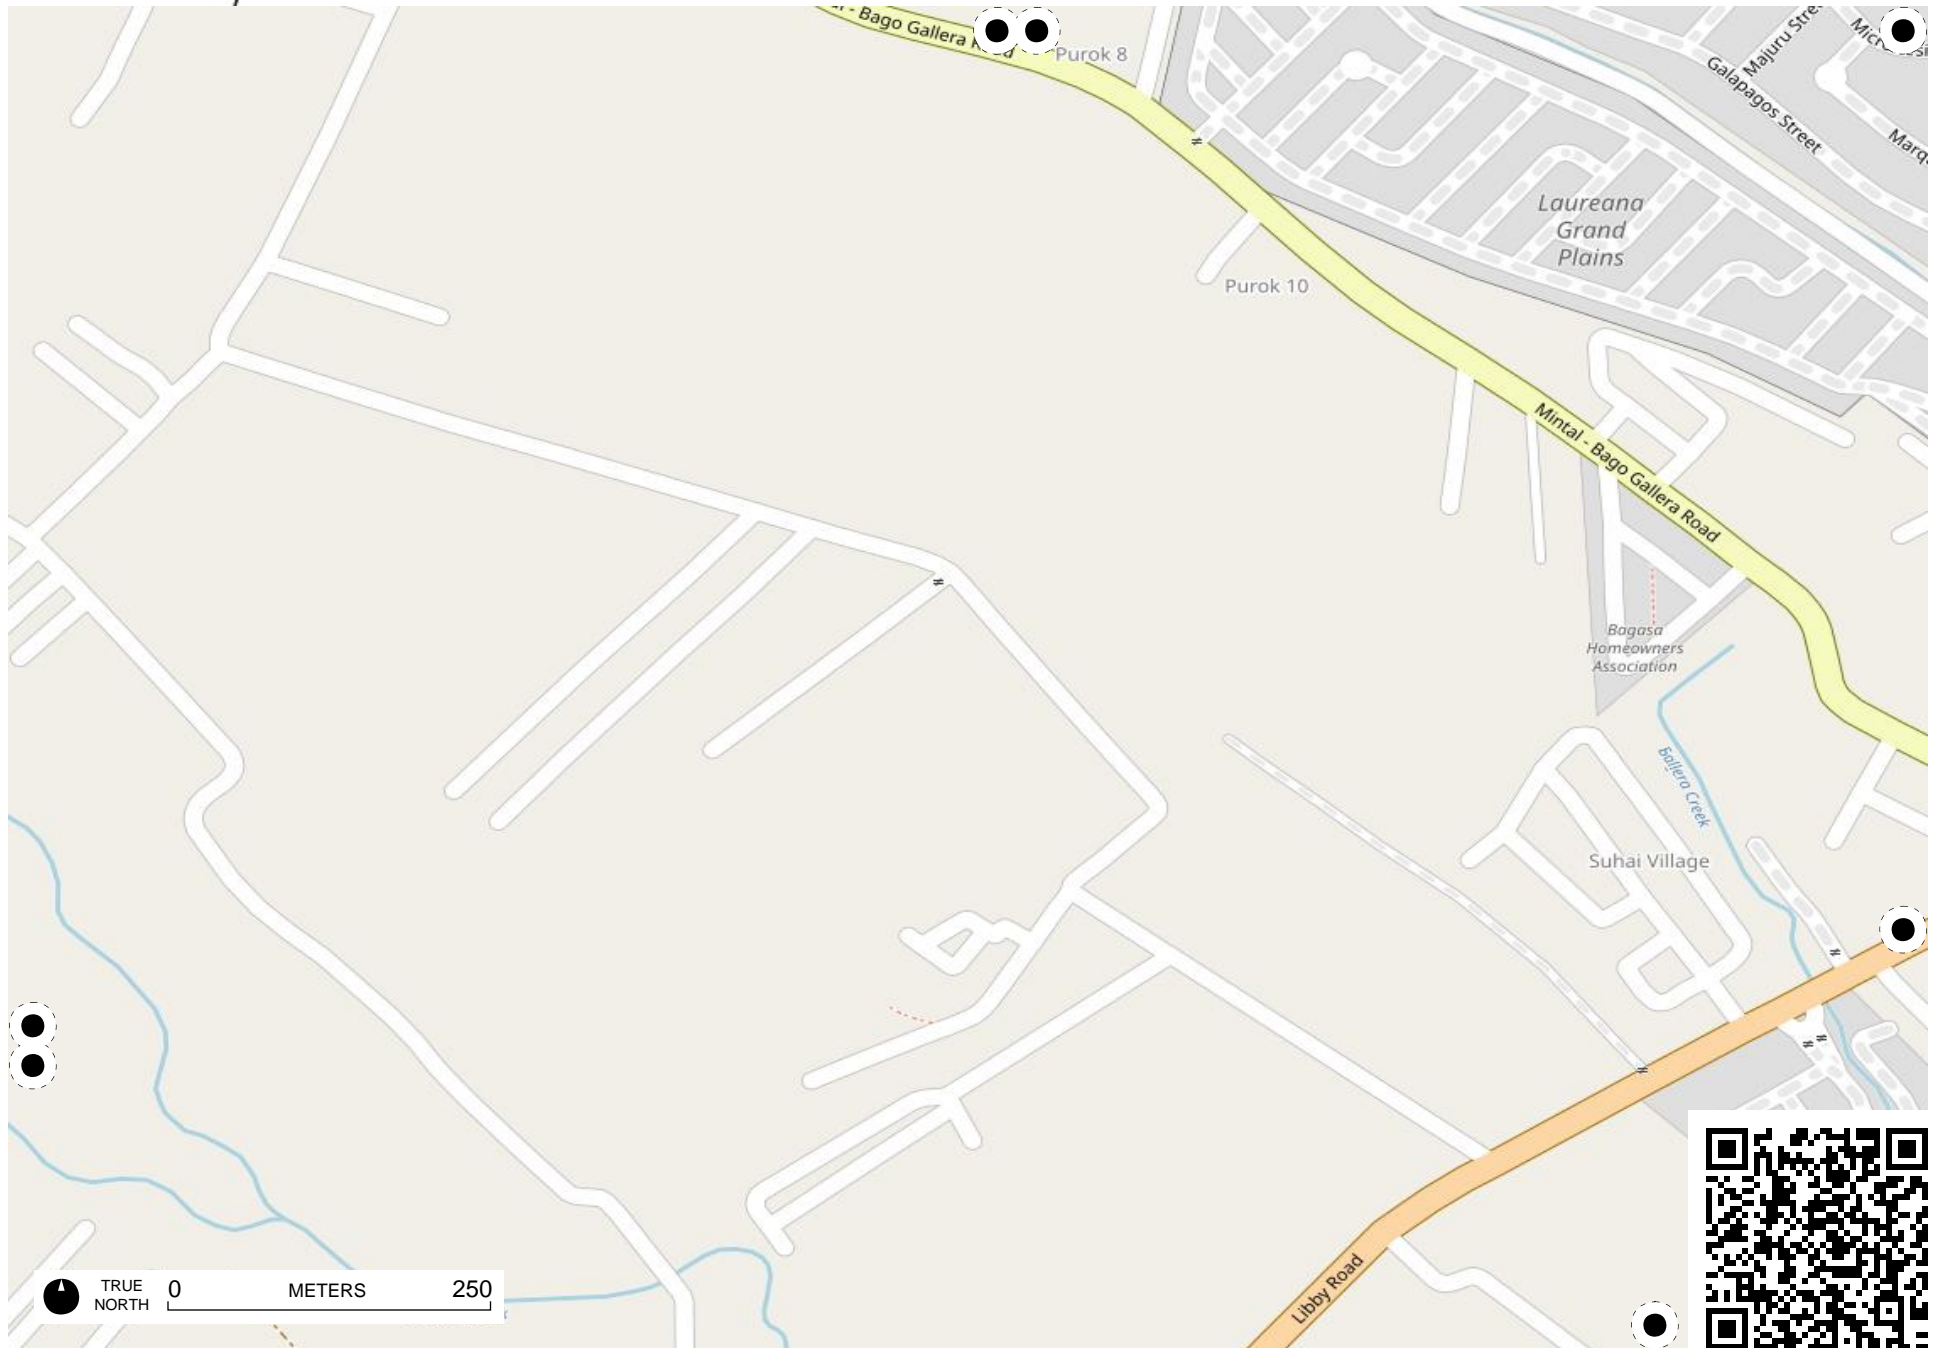 Bago Gallera
Purok 8
Majuru
Galapagos Street
Laureana
Grand
Plains
Purok 10
Mintal - Bago Gallera Road
Bagasa
Homeowners
Association
Creek
Suhai Village
Libby Road
TRUE
NORTH
0
METERS
250